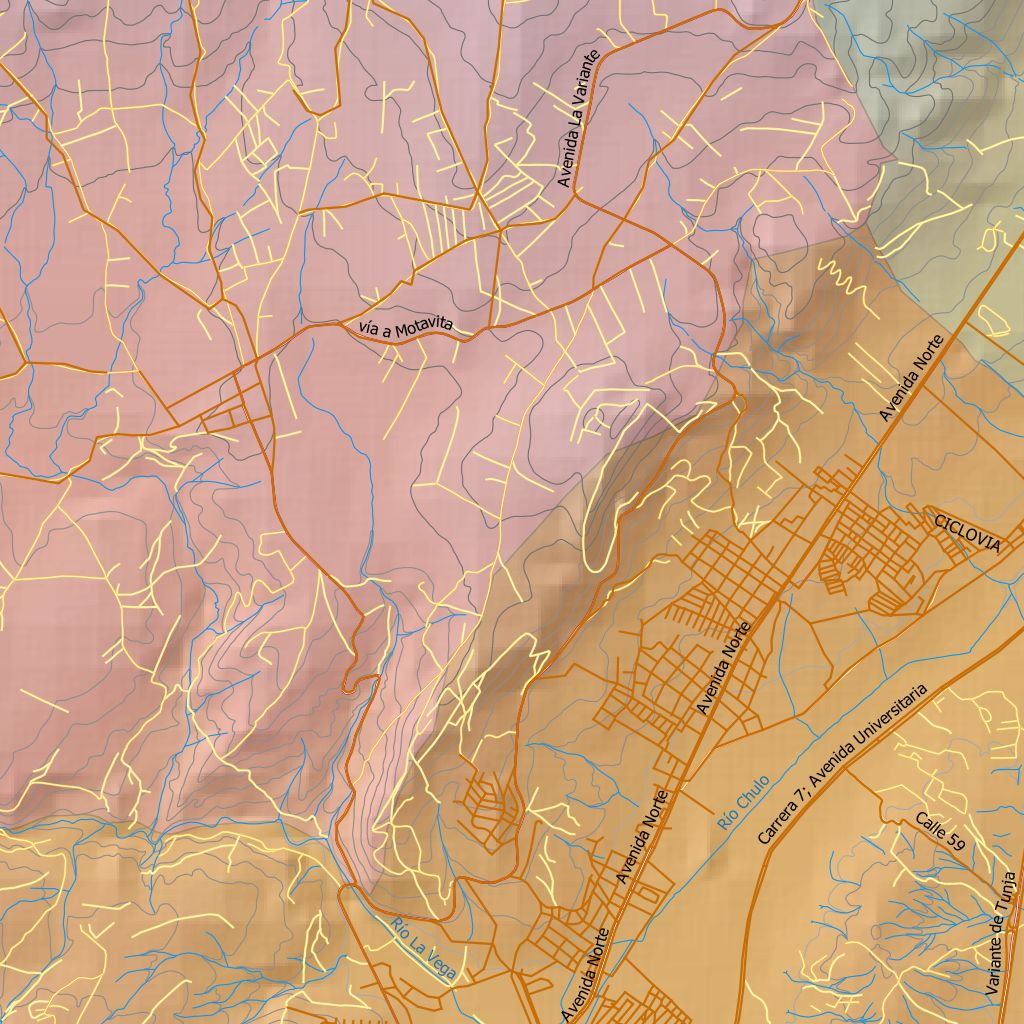 Avenida La Variante
vía a Motavita
Avenida Norte
CICLOVIA
Avenida Norte
Carrera 7; Avenida Universitaria
Río Chulo
Avenida Norte
Calle 59
Variante de Tunja
Río La Vega
Avenida Norte